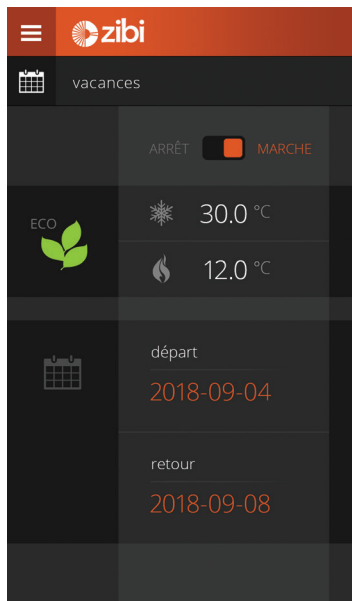 zibi
vacances
ARRÊT MARCHE
ECO
30.0 °C
12.0 °C
départ
2018-09-04
retour
2018-09-08